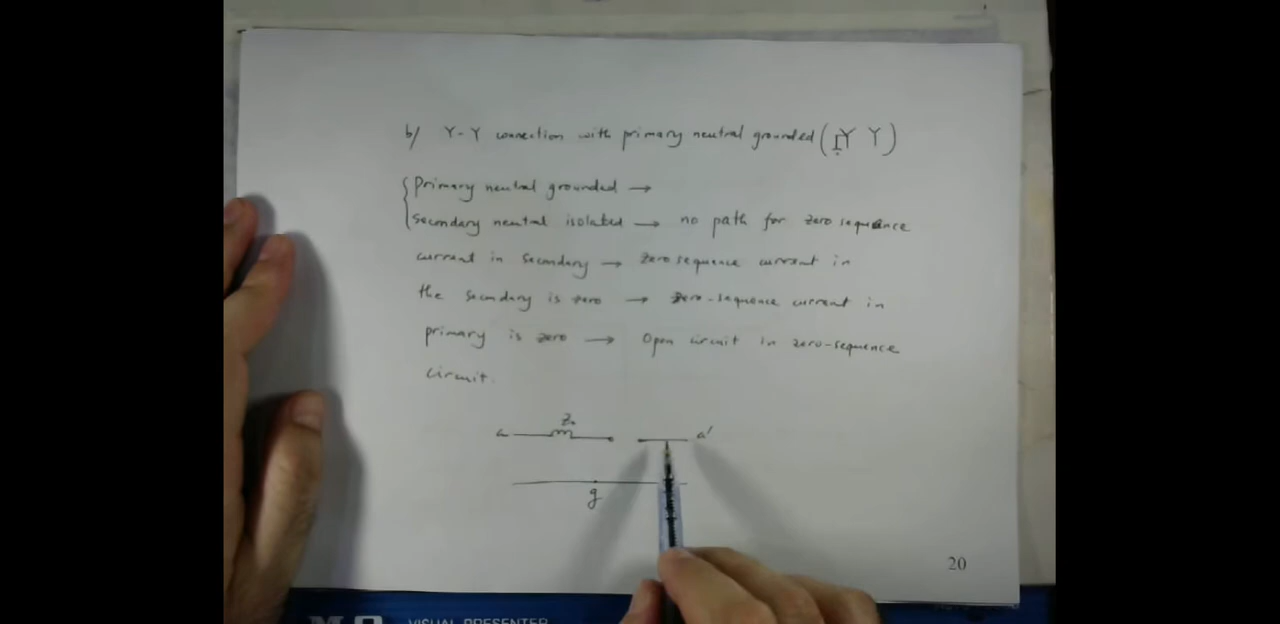 b/ Y-Y connection with primary neutral grounded (Y Y)
Primary neutral grounded →
Secondary neutral isolated → no path for zero sequence
current in secondary → zero sequence current in
the secondary is zero → zero-sequence current in
primary is zero → Open circuit in zero-sequence
circuit.
Z₀
a a'
g
20
VISUAL PRESENTER